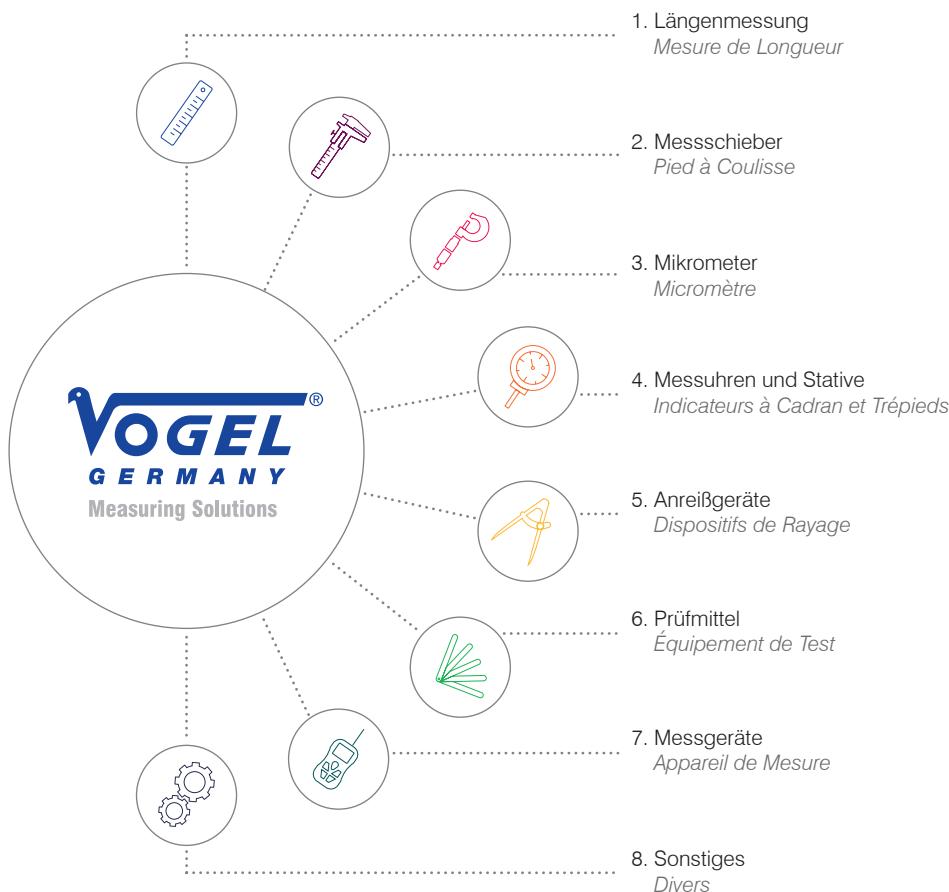 1. Längenmessung
Mesure de Longueur
2. Messschieber
Pied à Coulisse
3. Mikrometer
Micromètre
4. Messuhren und Stative
Indicateurs à Cadran et Trépieds
VOGEL®
GERMANY
Measuring Solutions
5. Anreißgeräte
Dispositifs de Rayage
6. Prüfmittel
Équipement de Test
7. Messgeräte
Appareil de Mesure
8. Sonstiges
Divers